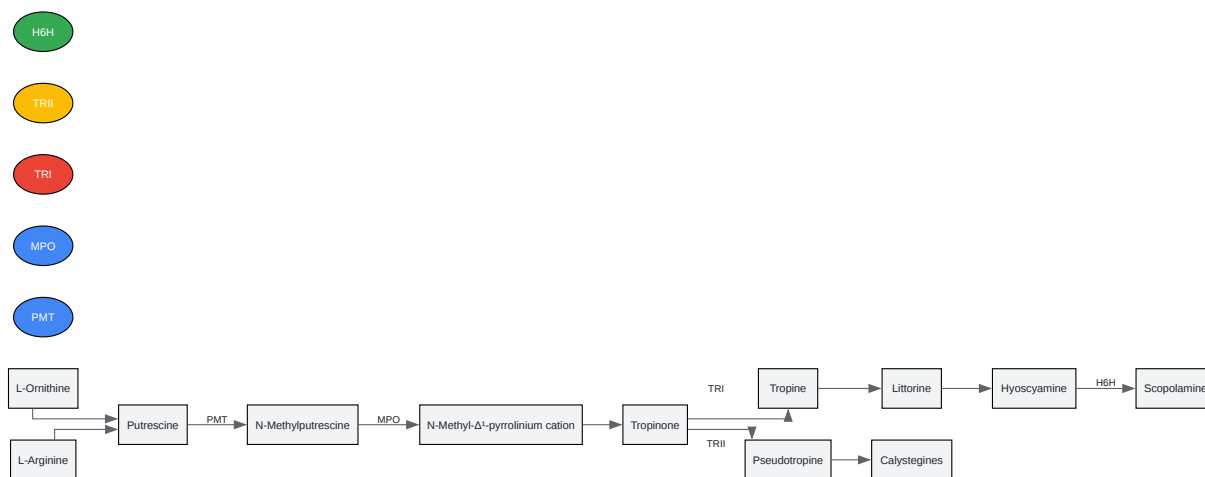 H6H
TRII
TRI
MPO
PMT
L-Ornithine
L-Arginine
Putrescine
PMT
N-Methylputrescine
MPO
N-Methyl-Δ¹-pyrrolinium cation
Tropinone
TRI
TRII
Tropine
Littorine
Hyoscyamine
H6H
Scopolamine
Pseudotropine
Calystegines